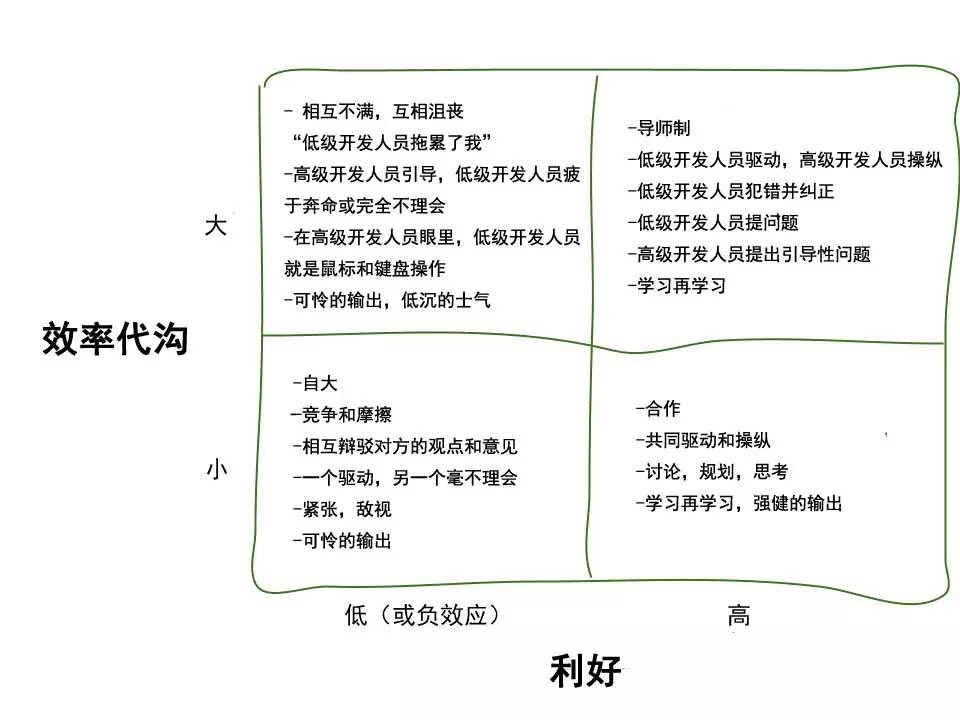 - 相互不满，互相沮丧
“低级开发人员拖累了我”
-高级开发人员引导，低级开发人员疲
于奔命或完全不理会
-在高级开发人员眼里，低级开发人员
就是鼠标和键盘操作
-可怜的输出，低沉的士气
-导师制
-低级开发人员驱动，高级开发人员操纵
-低级开发人员犯错并纠正
-低级开发人员提问题
-高级开发人员提出引导性问题
-学习再学习
大
效率代沟
-自大
-竞争和摩擦
-相互辩驳对方的观点和意见
-一个驱动，另一个毫不理会
-紧张，敌视
-可怜的输出
-合作
-共同驱动和操纵
-讨论，规划，思考
-学习再学习，强健的输出
小
低（或负效应）
高
利好